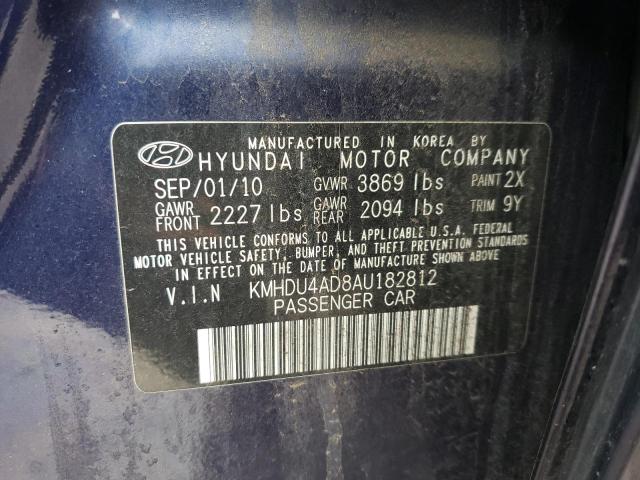 MANUFACTURED IN KOREA BY
HYUNDAI MOTOR COMPANY
SEP/01/10 GVWR 3869 lbs PAINT 2X
GAWR FRONT 2227 lbs GAWR REAR 2094 lbs TRIM 9Y
THIS VEHICLE CONFORMS TO ALL APPLICABLE U.S.A. FEDERAL
MOTOR VEHICLE SAFETY, BUMPER, AND THEFT PREVENTION STANDARDS
IN EFFECT ON THE DATE OF MANUFACTURE SHOWN ABOVE
V.I.N KMHDU4AD8AU182812
PASSENGER CAR